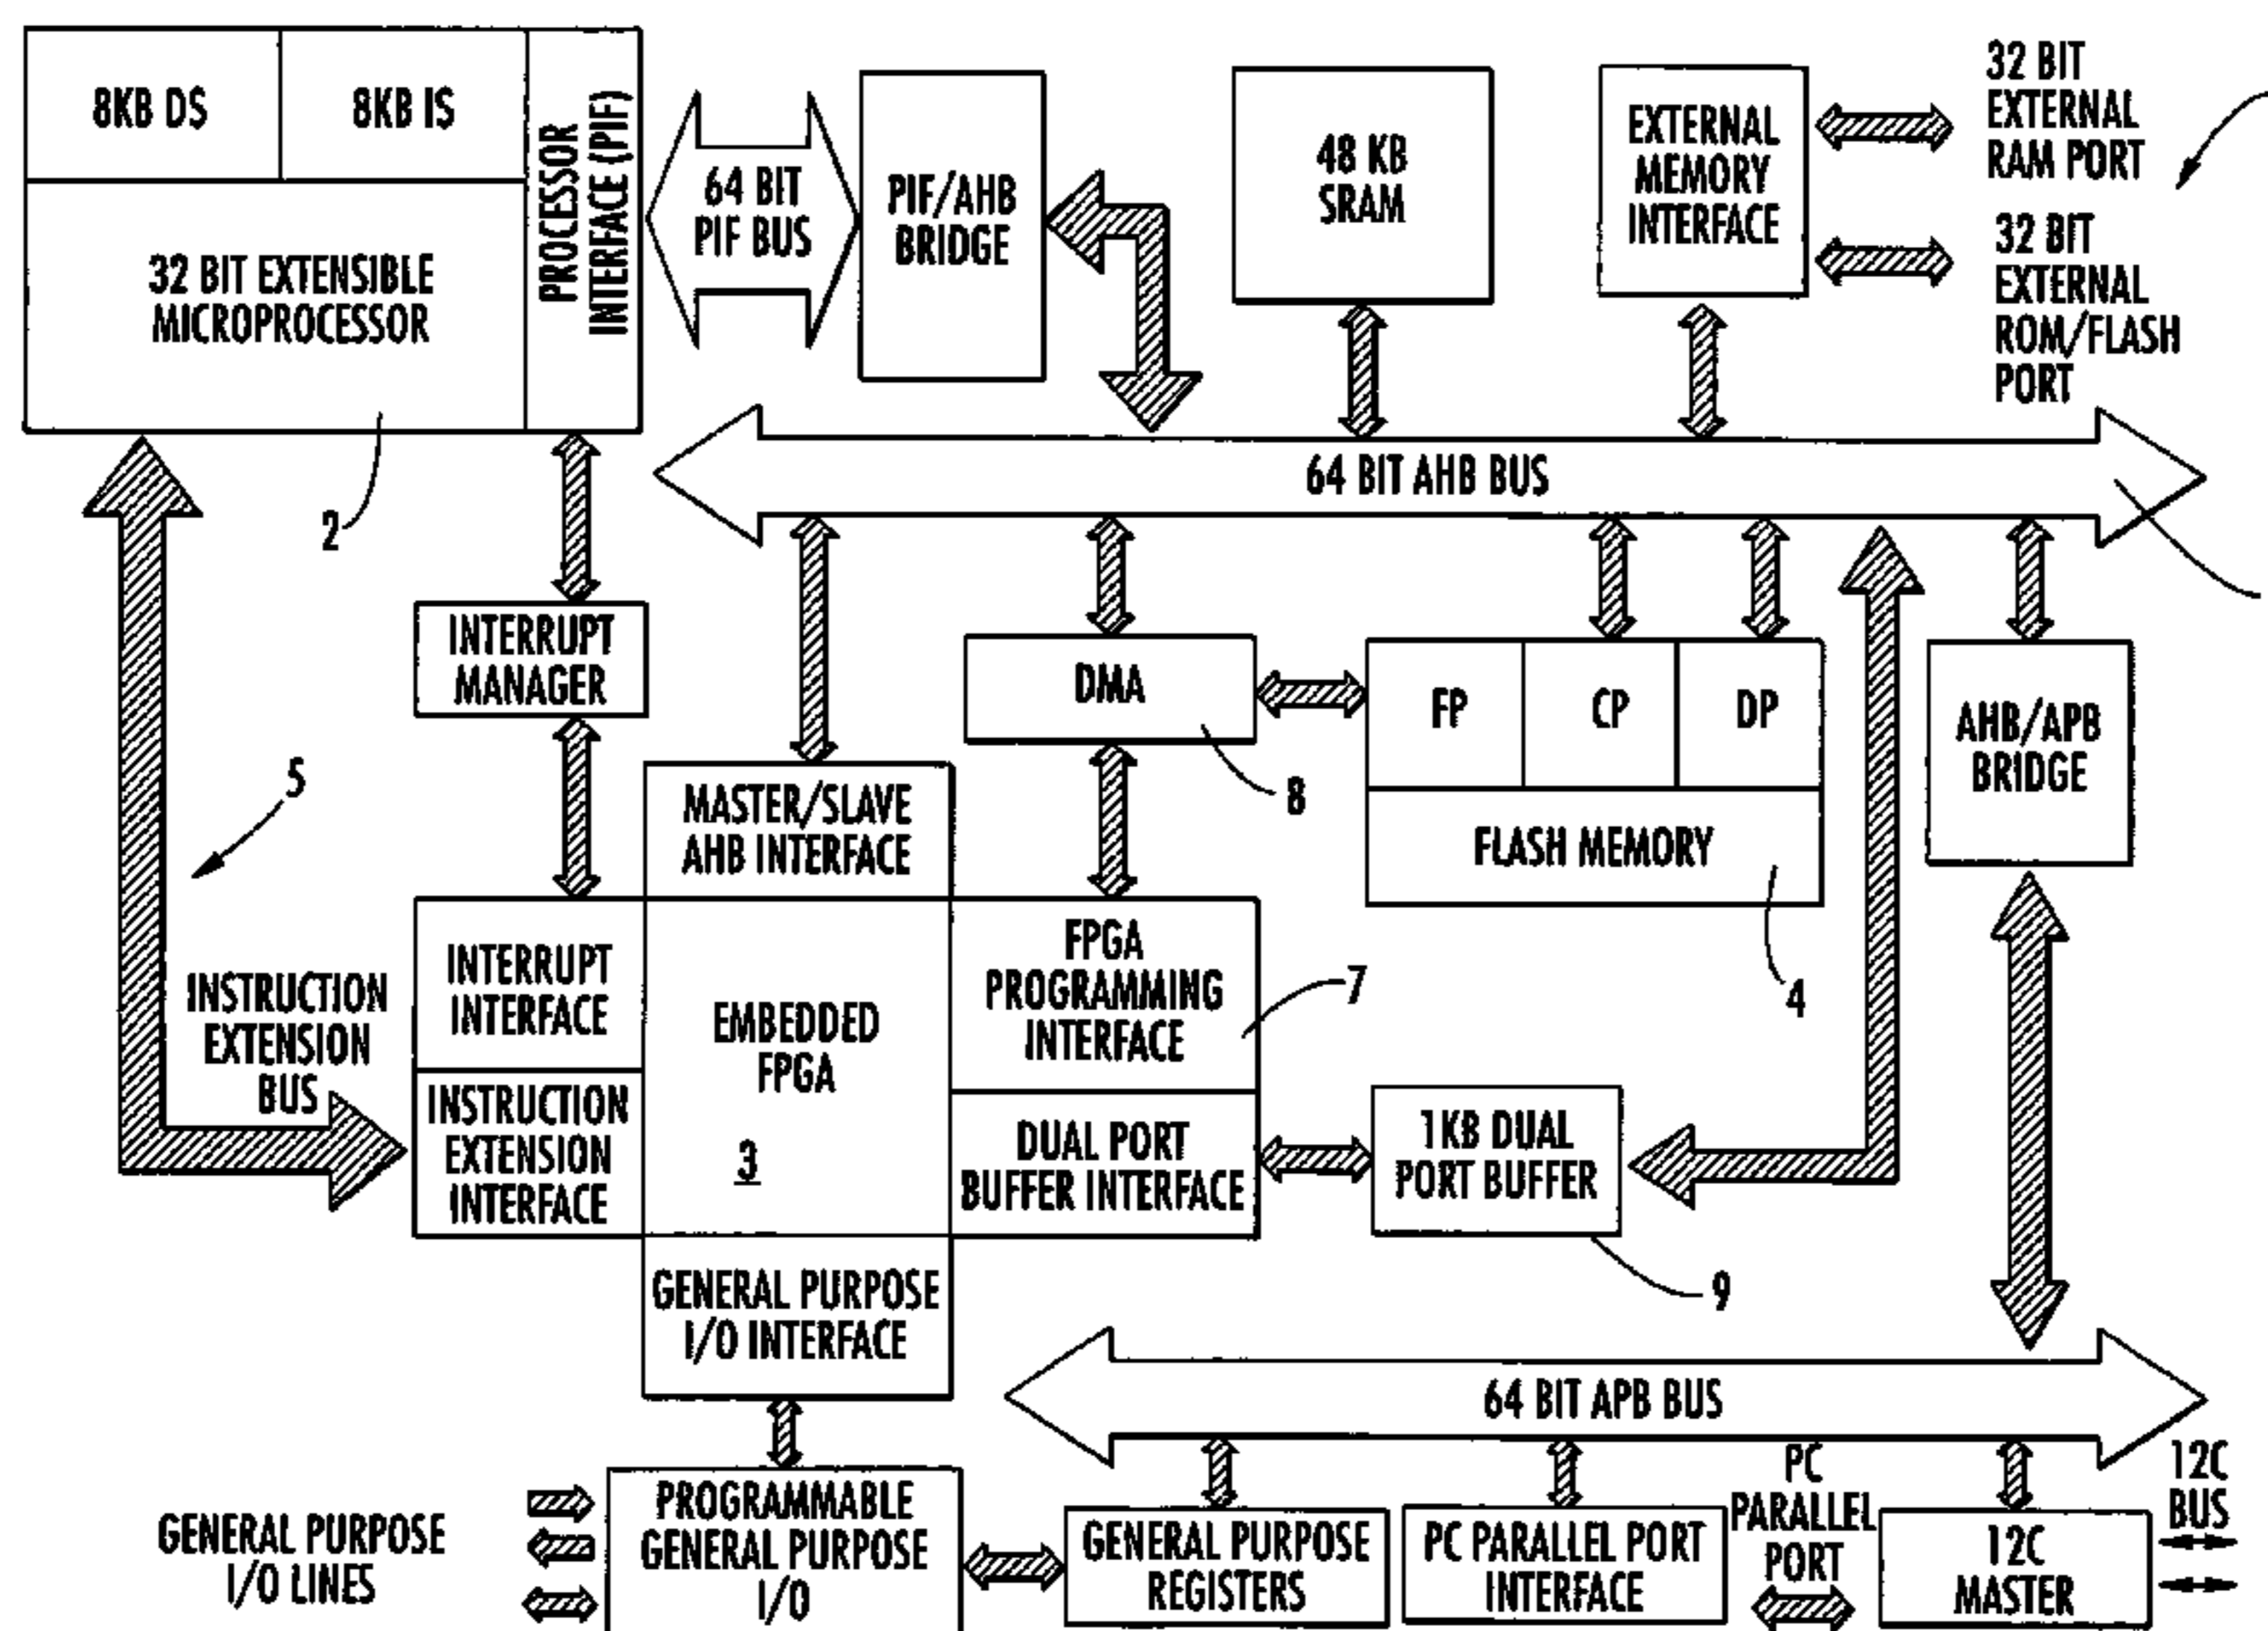 8KB DS
8KB IS
PROCESSOR
INTERFACE (PIF)
32 BIT EXTENSIBLE
MICROPROCESSOR
64 BIT
PIF BUS
PIF/AHB
BRIDGE
48 KB
SRAM
EXTERNAL
MEMORY
INTERFACE
32 BIT
EXTERNAL
RAM PORT
32 BIT
EXTERNAL
ROM/FLASH
PORT
2
64 BIT AHB BUS
INTERRUPT
MANAGER
DMA
8
FP
CP
DP
FLASH MEMORY
4
AHB/APB
BRIDGE
5
MASTER/SLAVE
AHB INTERFACE
INSTRUCTION
EXTENSION
BUS
INTERRUPT
INTERFACE
EMBEDDED
FPGA
3
FPGA
PROGRAMMING
INTERFACE
7
INSTRUCTION
EXTENSION
INTERFACE
DUAL PORT
BUFFER INTERFACE
1KB DUAL
PORT BUFFER
9
GENERAL PURPOSE
I/O INTERFACE
64 BIT APB BUS
GENERAL PURPOSE
I/O LINES
PROGRAMMABLE
GENERAL PURPOSE
I/O
GENERAL PURPOSE
REGISTERS
PC PARALLEL PORT
INTERFACE
PC
PARALLEL
PORT
12C
MASTER
12C
BUS